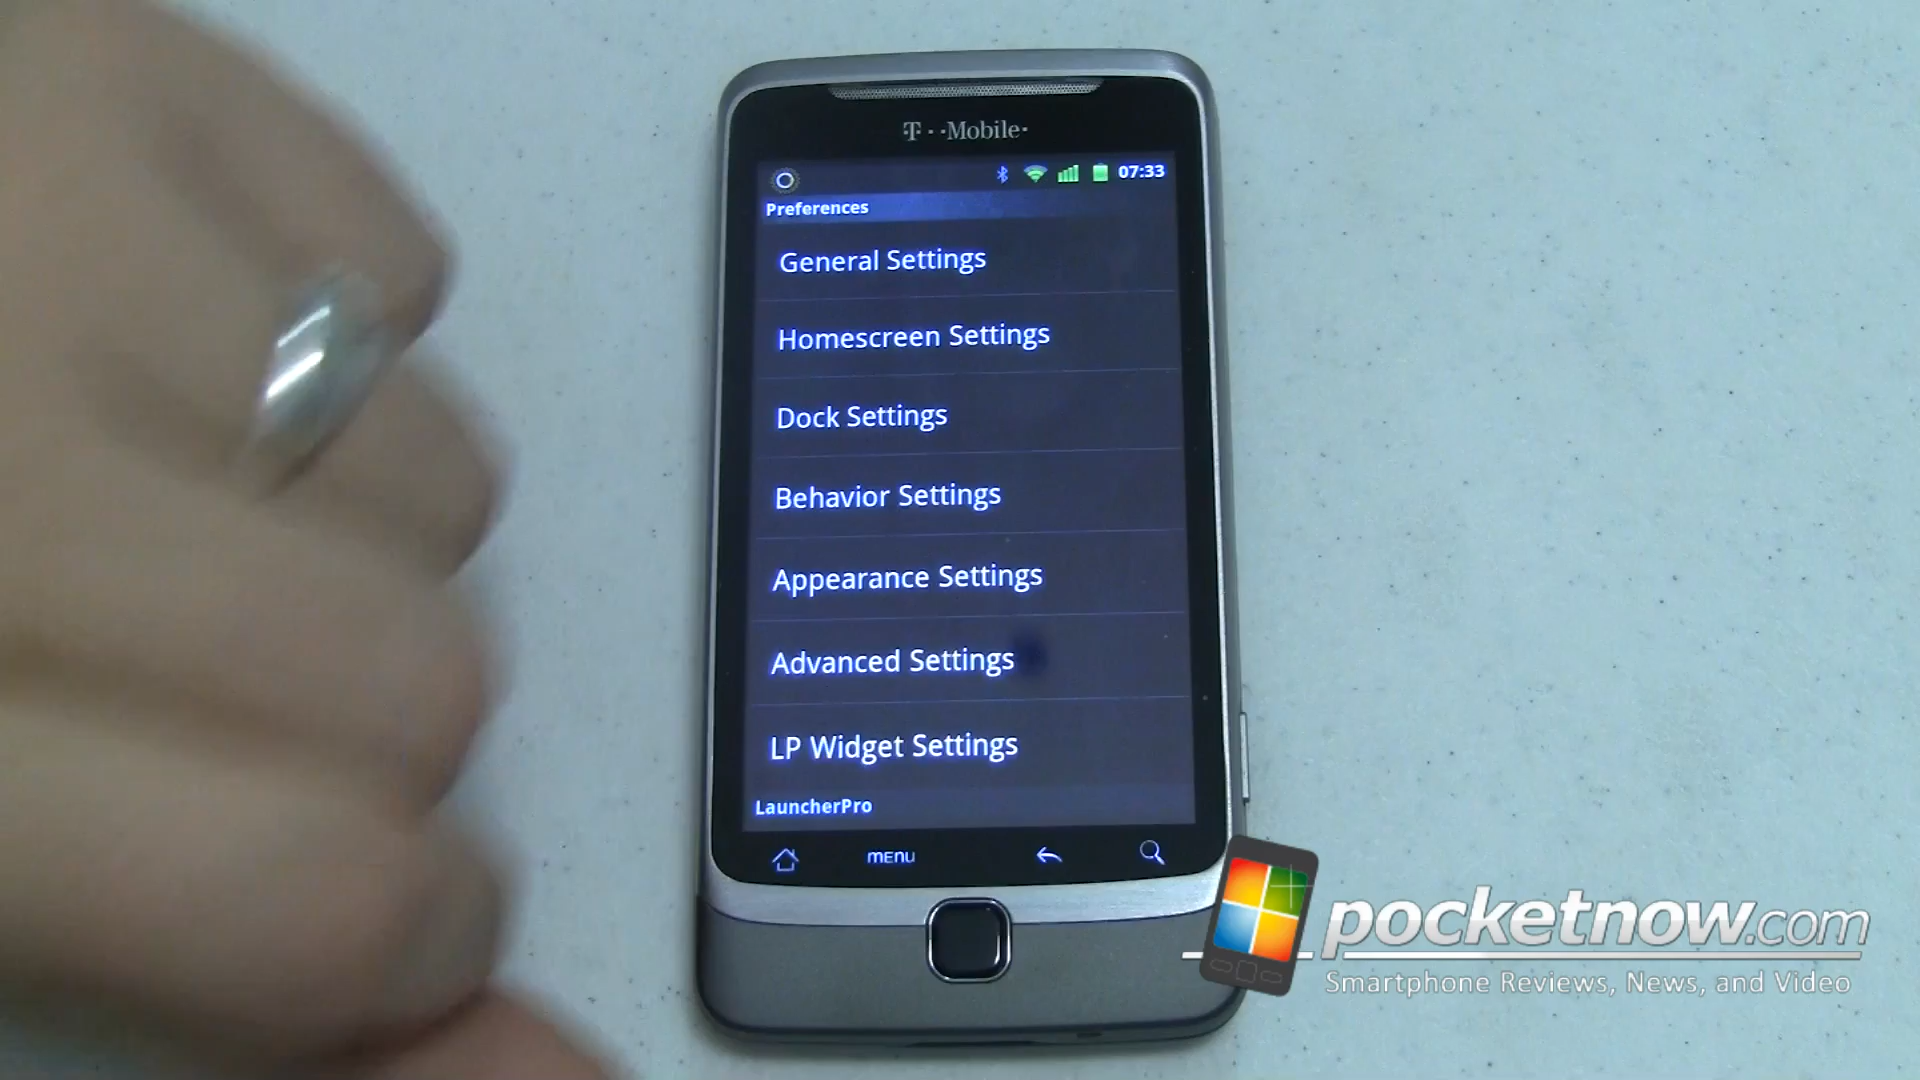 T··Mobile·
07:33
Preferences
General Settings
Homescreen Settings
Dock Settings
Behavior Settings
Appearance Settings
Advanced Settings
LP Widget Settings
LauncherPro
MENU
pocketnow.com
Smartphone Reviews, News, and Video